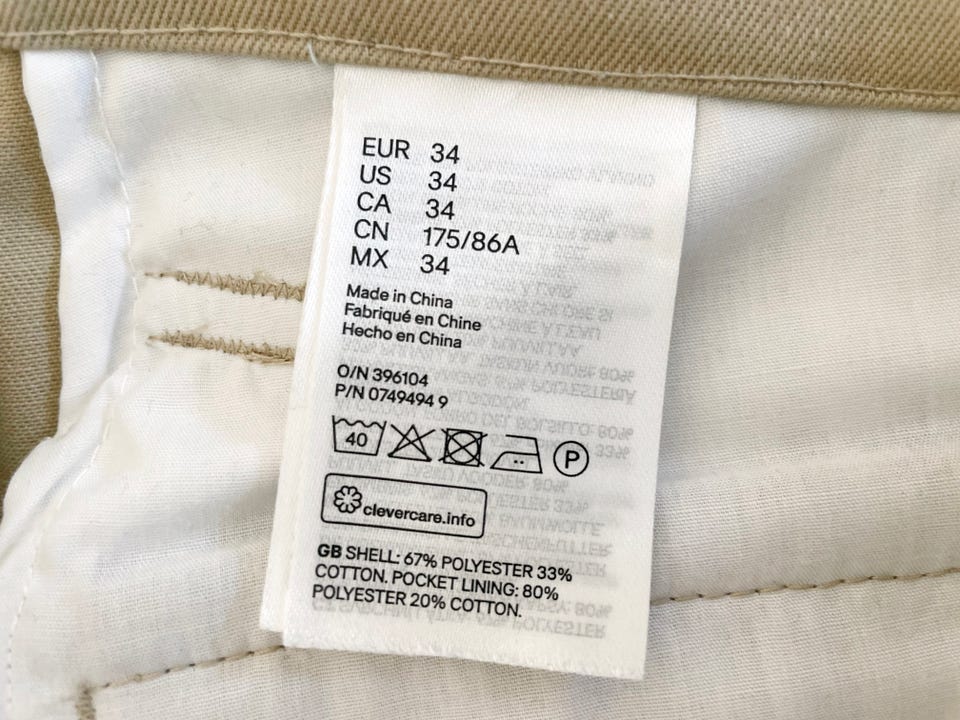 EUR 34
US 34
CA 34
CN 175/86A
MX 34
Made in China
Fabriqué en Chine
Hecho en China
O/N 396104
P/N 0749494 9
40 P
clevercare.info
GB SHELL: 67% POLYESTER 33%
COTTON. POCKET LINING: 80%
POLYESTER 20% COTTON.